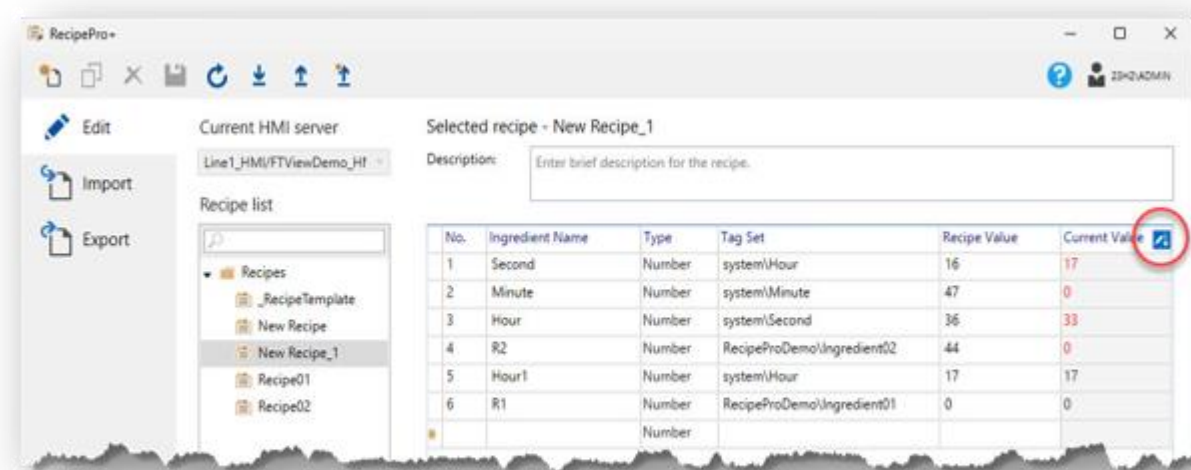 RecipePro+
23H2\ADMIN
Edit
Import
Export
Current HMI server
Line1_HMI/FTViewDemo_HM
Recipe list
Recipes
_RecipeTemplate
New Recipe
New Recipe_1
Recipe01
Recipe02
Selected recipe - New Recipe_1
Description: Enter brief description for the recipe.
No. Ingredient Name Type Tag Set Recipe Value Current Value
1 Second Number system\Hour 16 17
2 Minute Number system\Minute 47 0
3 Hour Number system\Second 36 33
4 R2 Number RecipeProDemo\Ingredient02 44 0
5 Hour1 Number system\Hour 17 17
6 R1 Number RecipeProDemo\Ingredient01 0 0
Number